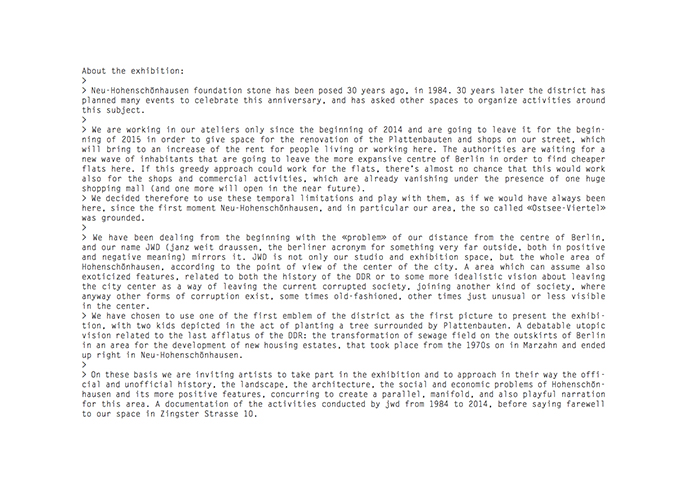 About the exhibition:
>
> Neu-Hohenschönhausen foundation stone has been posed 30 years ago, in 1984. 30 years later the district has
planned many events to celebrate this anniversary, and has asked other spaces to organize activities around
this subject.
>
> We are working in our ateliers only since the beginning of 2014 and are going to leave it for the begin-
ning of 2015 in order to give space for the renovation of the Plattenbauten and shops on our street, which
will bring to an increase of the rent for people living or working here. The authorities are waiting for a
new wave of inhabitants that are going to leave the more expansive centre of Berlin in order to find cheaper
flats here. If this greedy approach could work for the flats, there's almost no chance that this would work
also for the shops and commercial activities, which are already vanishing under the presence of one huge
shopping mall (and one more will open in the near future).
> We decided therefore to use these temporal limitations and play with them, as if we would have always been
here, since the first moment Neu-Hohenschönhausen, and in particular our area, the so called «Ostsee-Viertel»
was grounded.
>
> We have been dealing from the beginning with the «problem» of our distance from the centre of Berlin,
and our name JWD (janz weit draussen, the berliner acronym for something very far outside, both in positive
and negative meaning) mirrors it. JWD is not only our studio and exhibition space, but the whole area of
Hohenschönhausen, according to the point of view of the center of the city. A area which can assume also
exoticized features, related to both the history of the DDR or to some more idealistic vision about leaving
the city center as a way of leaving the current corrupted society, joining another kind of society, where
anyway other forms of corruption exist, some times old-fashioned, other times just unusual or less visible
in the center.
> We have chosen to use one of the first emblem of the district as the first picture to present the exhibi-
tion, with two kids depicted in the act of planting a tree surrounded by Plattenbauten. A debatable utopic
vision related to the last afflatus of the DDR: the transformation of sewage field on the outskirts of Berlin
in an area for the development of new housing estates, that took place from the 1970s on in Marzahn and ended
up right in Neu-Hohenschönhausen.
>
> On these basis we are inviting artists to take part in the exhibition and to approach in their way the offi-
cial and unofficial history, the landscape, the architecture, the social and economic problems of Hohenschön-
hausen and its more positive features, concurring to create a parallel, manifold, and also playful narration
for this area. A documentation of the activities conducted by jwd from 1984 to 2014, before saying farewell
to our space in Zingster Strasse 10.